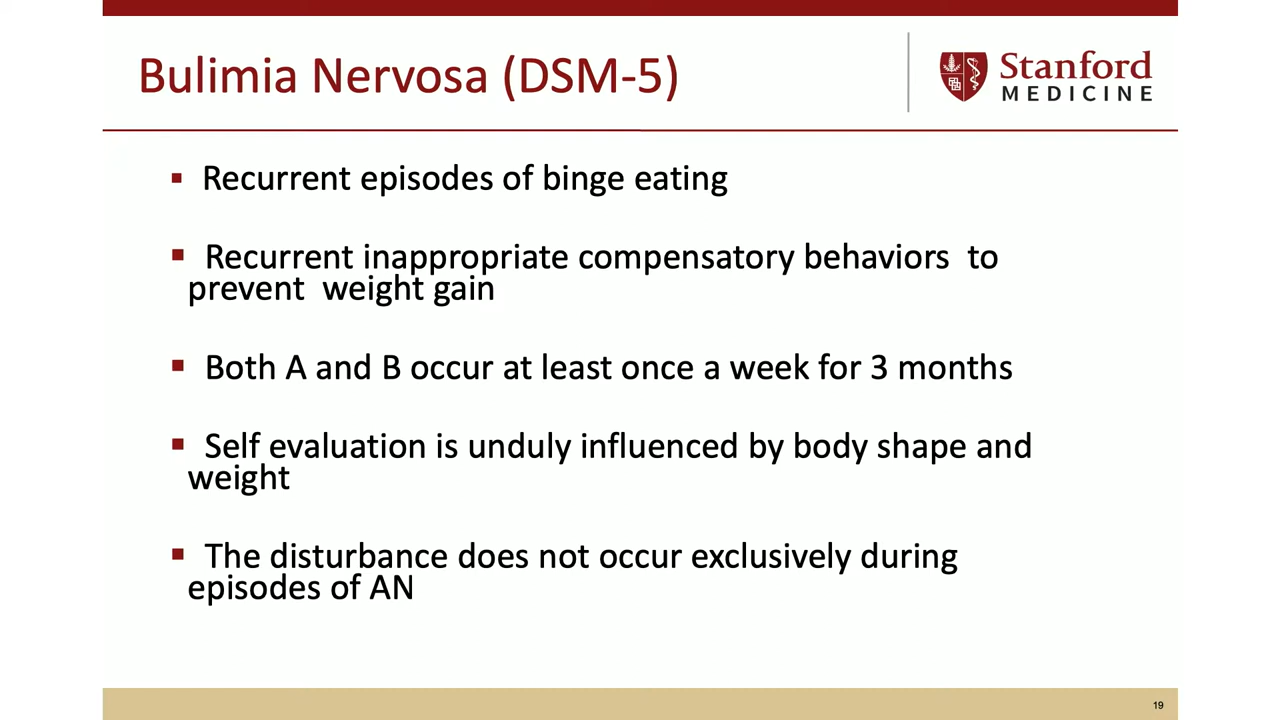 Bulimia Nervosa (DSM-5)
Stanford
MEDICINE
▪ Recurrent episodes of binge eating
▪ Recurrent inappropriate compensatory behaviors to
prevent weight gain
▪ Both A and B occur at least once a week for 3 months
▪ Self evaluation is unduly influenced by body shape and
weight
▪ The disturbance does not occur exclusively during
episodes of AN
19